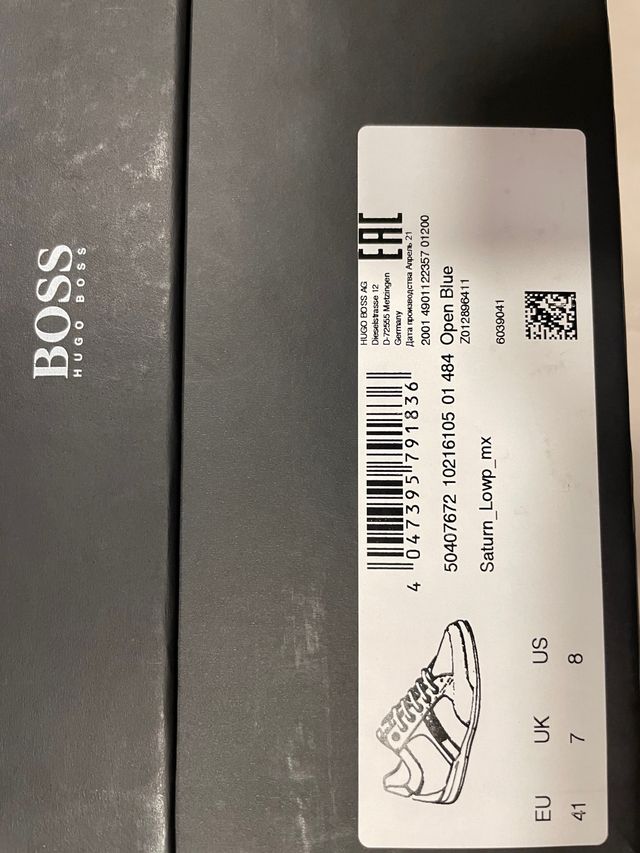 BOSS
HUGO BOSS
HUGO BOSS AG
Dieselstrasse 12
D-72555 Metzingen
Germany
EAC
Дата производства Апрель 21
2001 4901122357 01200
4 047395 791836
50407672 10216105 01 484 Open Blue
Z012896411
Saturn_Lowp_mx
6039041
EU UK US
41 7 8